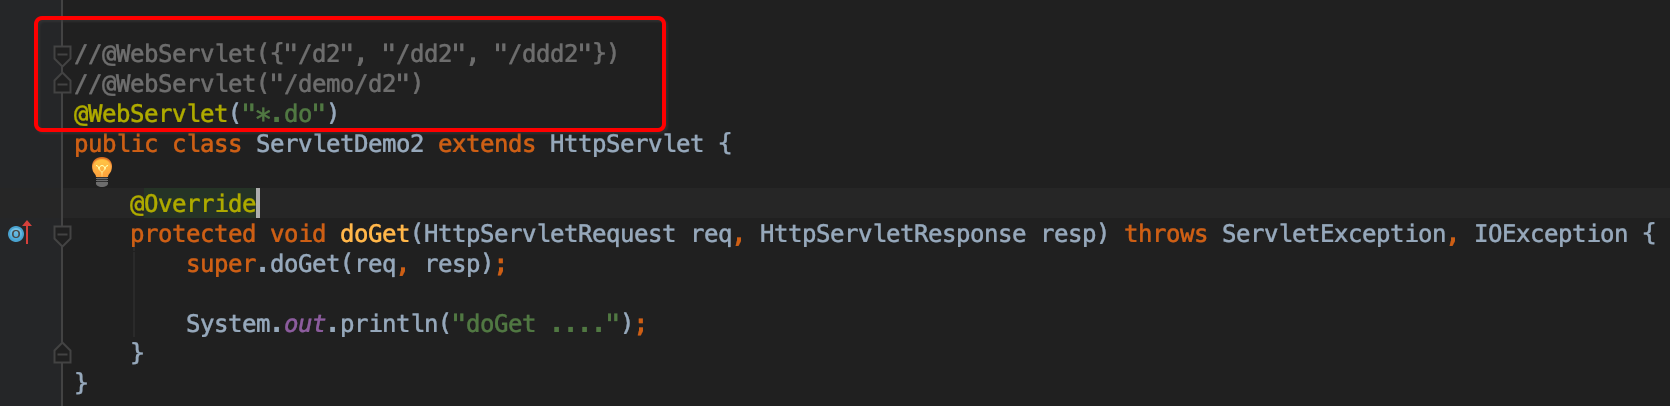 //@WebServlet({"/d2", "/dd2", "/ddd2"})
//@WebServlet("/demo/d2")
@WebServlet("*.do")
public class ServletDemo2 extends HttpServlet {
@Override
protected void doGet(HttpServletRequest req, HttpServletResponse resp) throws ServletException, IOException {
super.doGet(req, resp);
System.out.println("doGet ....");
}
}